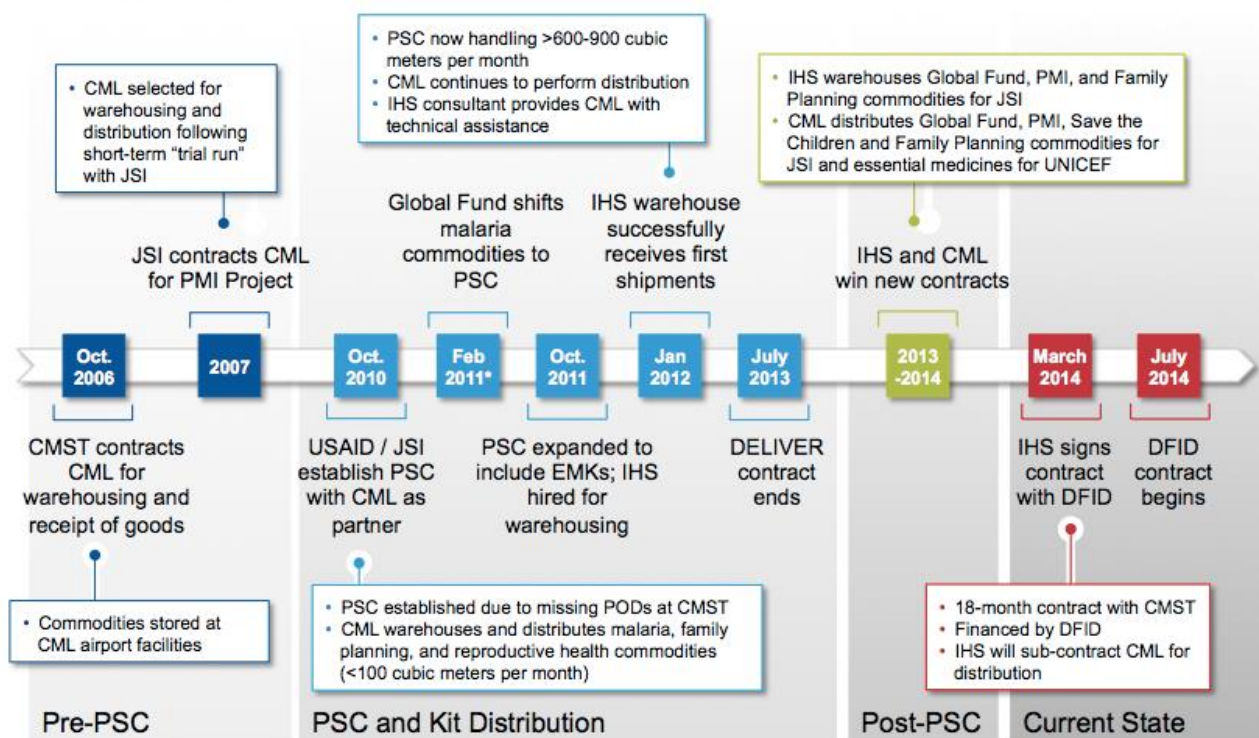 • PSC now handling >600-900 cubic
meters per month
• CML continues to perform distribution
• IHS consultant provides CML with
technical assistance
• CML selected for
warehousing and
distribution following
short-term “trial run”
with JSI
• IHS warehouses Global Fund, PMI, and Family
Planning commodities for JSI
• CML distributes Global Fund, PMI, Save the
Children and Family Planning commodities for
JSI and essential medicines for UNICEF
JSI contracts CML
for PMI Project
Global Fund shifts
malaria
commodities to
PSC
IHS warehouse
successfully
receives first
shipments
IHS and CML
win new contracts
Oct.
2006
2007
Oct.
2010
Feb
2011*
Oct.
2011
Jan
2012
July
2013
2013
-2014
March
2014
July
2014
CMST contracts
CML for
warehousing and
receipt of goods
USAID / JSI
establish PSC
with CML as
partner
PSC expanded to
include EMKs; IHS
hired for
warehousing
DELIVER
contract
ends
IHS signs
contract
with DFID
DFID
contract
begins
• Commodities stored at
CML airport facilities
• PSC established due to missing PODs at CMST
• CML warehouses and distributes malaria, family
planning, and reproductive health commodities
(<100 cubic meters per month)
• 18-month contract with CMST
• Financed by DFID
• IHS will sub-contract CML for
distribution
Pre-PSC
PSC and Kit Distribution
Post-PSC
Current State